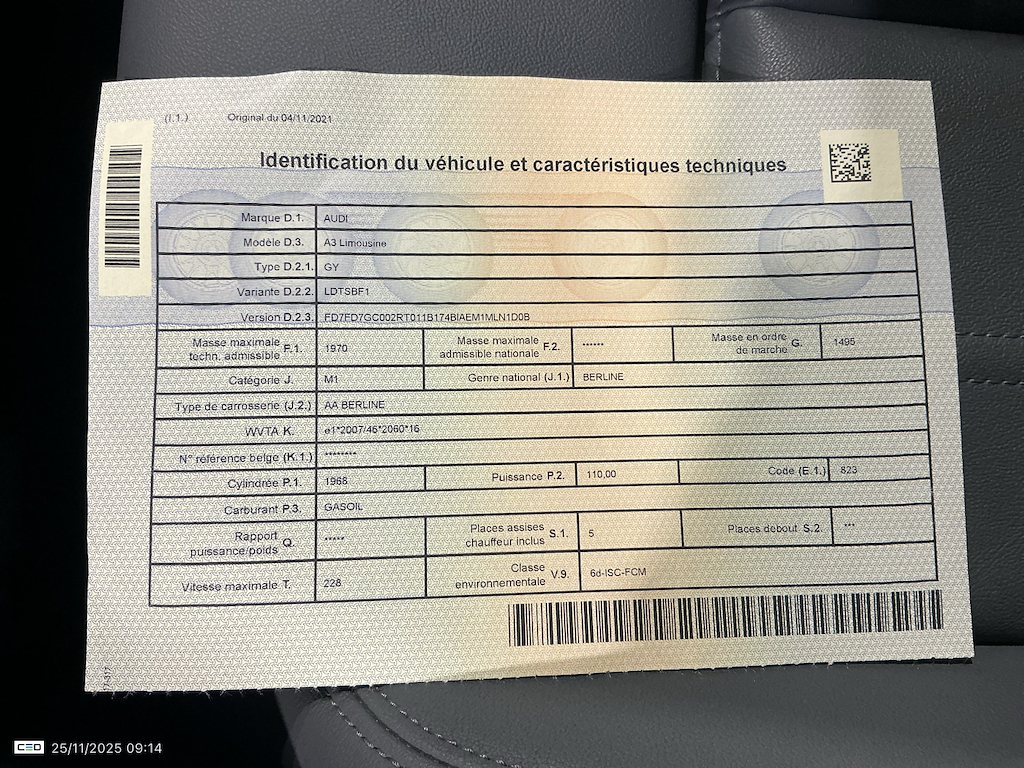 (I.1.) Original du 04/11/2021
Identification du véhicule et caractéristiques techniques
Marque D.1. AUDI
Modèle D.3. A3 Limousine
Type D.2.1. GY
Variante D.2.2. LDTSBF1
Version D.2.3. FD7FD7GC002RT011B174BIAEM1MLN1D0B
Masse maximale techn. admissible F.1. 1970 Masse maximale admissible nationale F.2. ****** Masse en ordre de marche G. 1495
Catégorie J. M1 Genre national (J.1.) BERLINE
Type de carrosserie (J.2.) AA BERLINE
WVTA K. e1*2007/46*2060*16
N° référence belge (K.1.) ********
Cylindrée P.1. 1968 Puissance P.2. 110,00 Code (E.1.) 823
Carburant P.3. GASOIL
Rapport puissance/poids Q. ***** Places assises chauffeur inclus S.1. 5 Places debout S.2. ***
Vitesse maximale T. 228 Classe environnementale V.9. 6d-ISC-FCM
CEO 25/11/2025 09:14